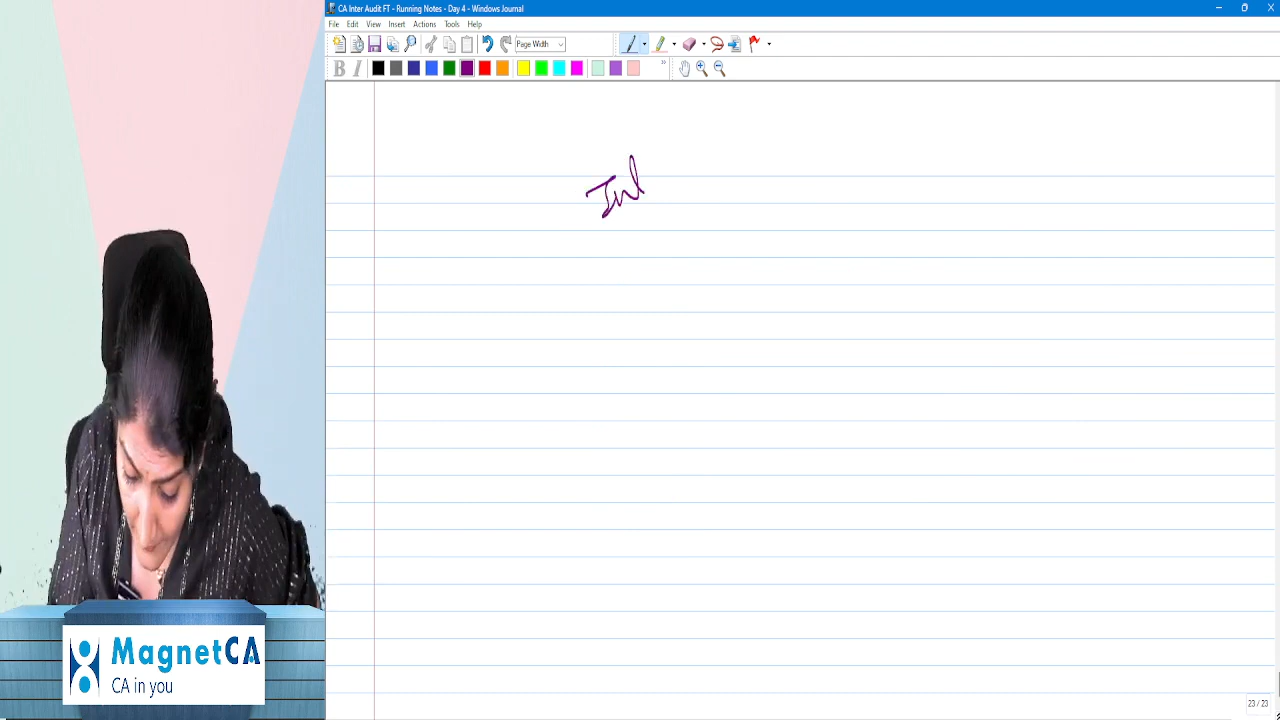 CA Inter Audit FT - Running Notes - Day 4 - Windows Journal
File Edit View Insert Actions Tools Help
Page Width
B I
MagnetCA
CA in you
23 / 23